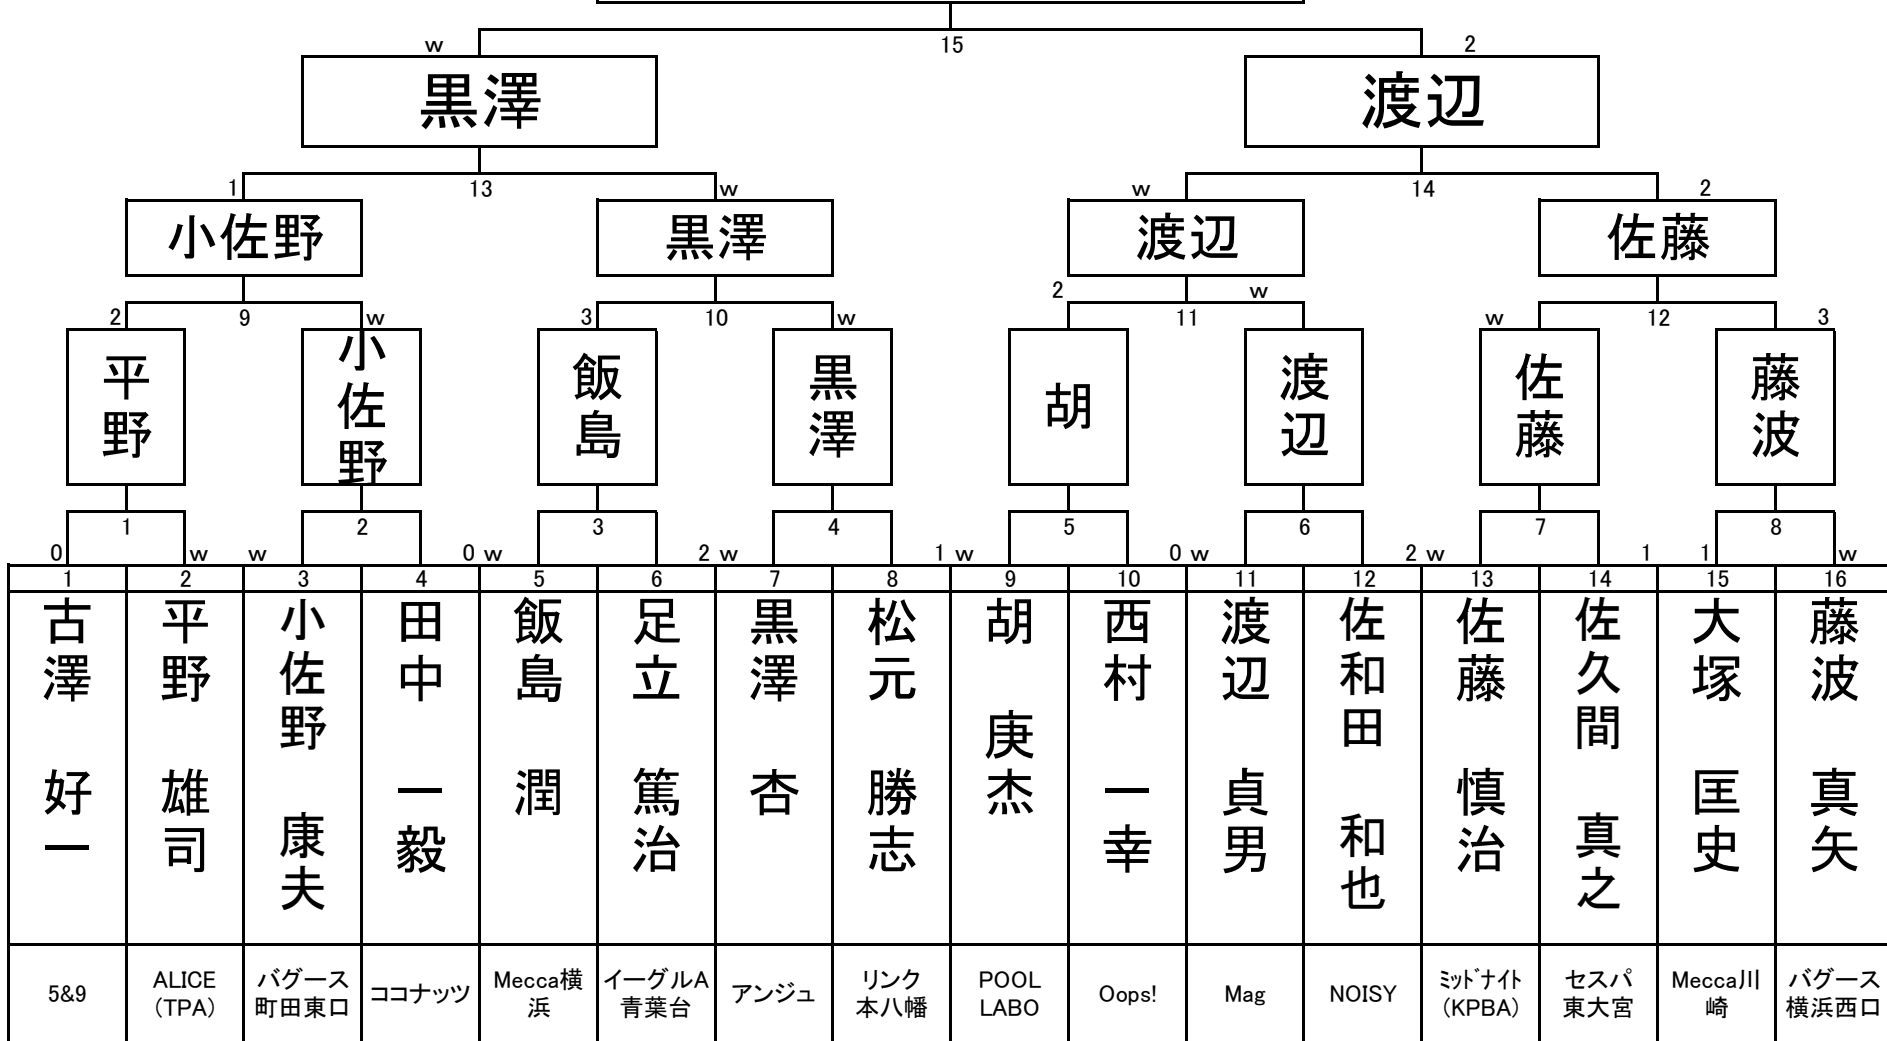 w 15 2
黒澤 渡辺
1 13 w w 14 2
小佐野 黒澤 渡辺 佐藤
2 9 w 3 10 w 2 11 w w 12 3
平野 小佐野 飯島 黒澤 胡 渡辺 佐藤 藤波
1 2 3 4 5 6 7 8
0 w w 0 w 2 w 1 w 0 w 2 w 1 1 w
1 2 3 4 5 6 7 8 9 10 11 12 13 14 15 16
古澤 好一
平野 雄司
小佐野 康夫
田中 一毅
飯島 潤
足立 篤治
黒澤 杏
松元 勝志
胡 庚杰
西村 一幸
渡辺 貞男
佐和田 和也
佐藤 慎治
佐久間 真之
大塚 匡史
藤波 真矢
5&9
ALICE
(TPA)
バグース
町田東口
ココナッツ
Mecca横
浜
イーグルA
青葉台
アンジュ
リンク
本八幡
POOL
LABO
Oops!
Mag
NOISY
ﾐｯﾄﾞﾅｲﾄ
(KPBA)
セスパ
東大宮
Mecca川
崎
バグース
横浜西口